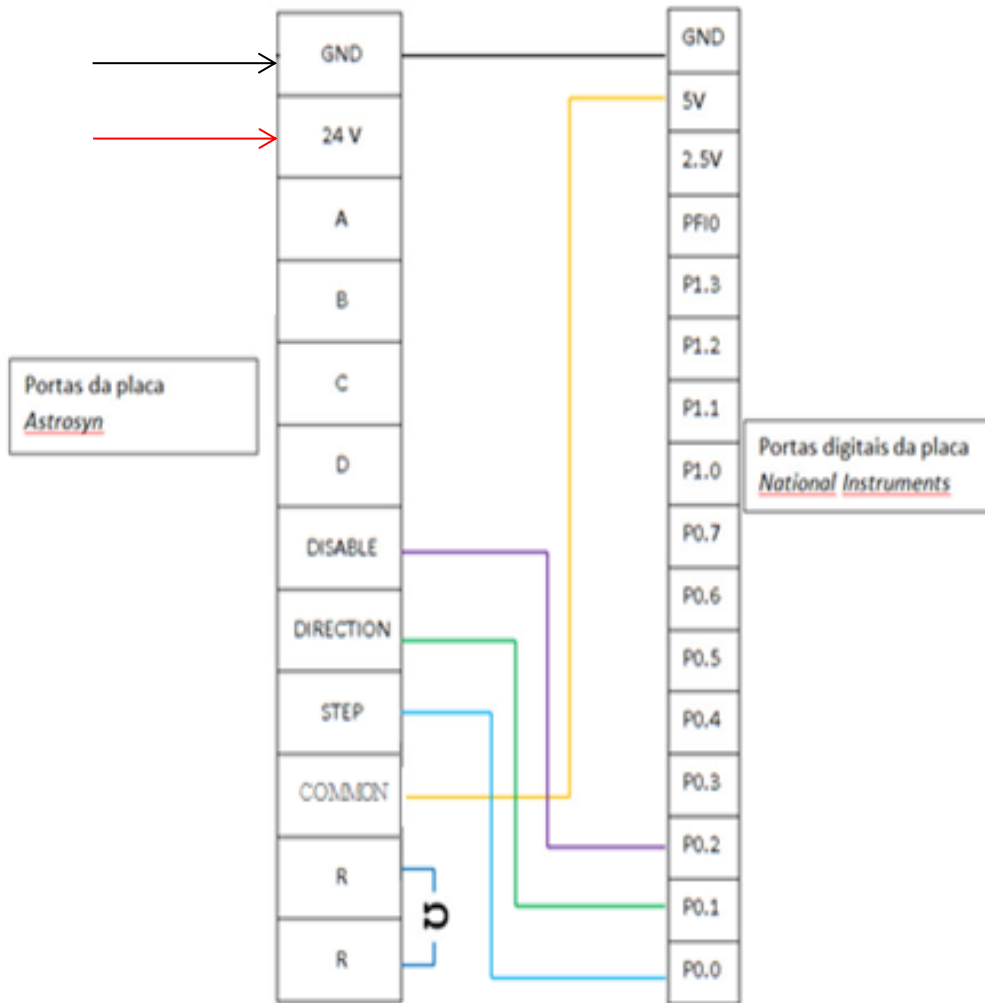 GND
24 V
A
B
C
D
DISABLE
DIRECTION
STEP
COMMON
R
R
Ω
Portas da placa
Astrosyn
GND
5V
2.5V
PFI0
P1.3
P1.2
P1.1
P1.0
P0.7
P0.6
P0.5
P0.4
P0.3
P0.2
P0.1
P0.0
Portas digitais da placa
National Instruments